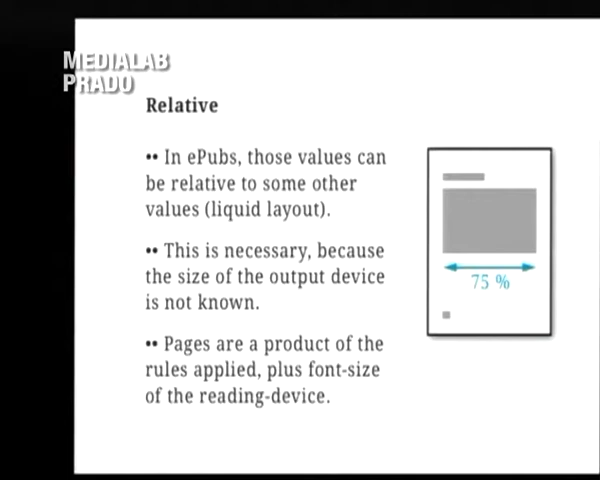 MEDIALAB
PRADO
Relative
•• In ePubs, those values can
be relative to some other
values (liquid layout).
•• This is necessary, because
the size of the output device
is not known.
•• Pages are a product of the
rules applied, plus font-size
of the reading-device.
75 %